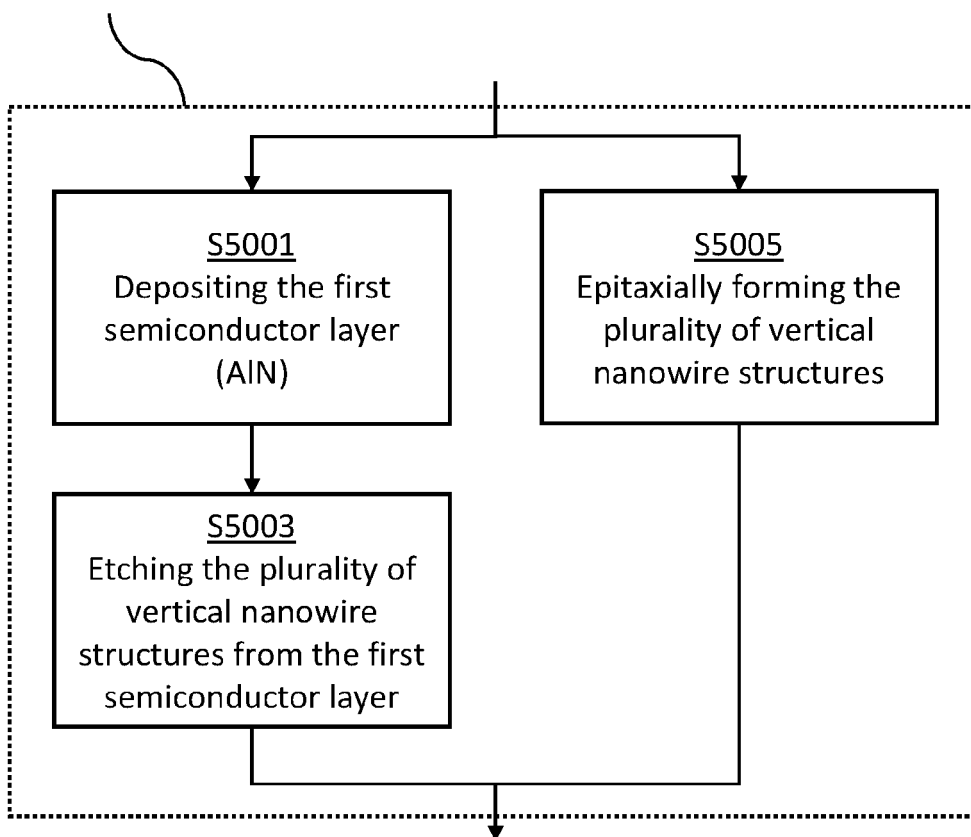 S5001
Depositing the first
semiconductor layer
(AlN)
S5005
Epitaxially forming the
plurality of vertical
nanowire structures
S5003
Etching the plurality of
vertical nanowire
structures from the first
semiconductor layer